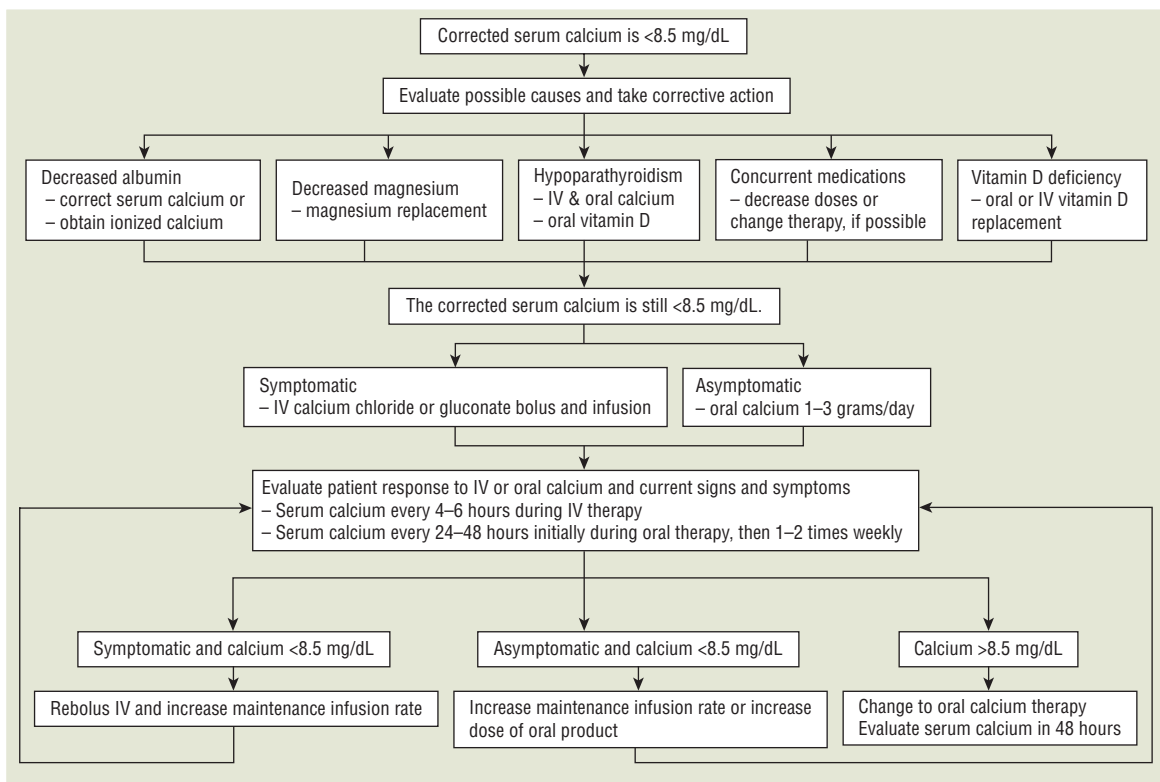 Corrected serum calcium is <8.5 mg/dL
Evaluate possible causes and take corrective action
Decreased albumin
– correct serum calcium or
– obtain ionized calcium
Decreased magnesium
– magnesium replacement
Hypoparathyroidism
– IV & oral calcium
– oral vitamin D
Concurrent medications
– decrease doses or
change therapy, if possible
Vitamin D deficiency
– oral or IV vitamin D
replacement
The corrected serum calcium is still <8.5 mg/dL.
Symptomatic
– IV calcium chloride or gluconate bolus and infusion
Asymptomatic
– oral calcium 1–3 grams/day
Evaluate patient response to IV or oral calcium and current signs and symptoms
– Serum calcium every 4–6 hours during IV therapy
– Serum calcium every 24–48 hours initially during oral therapy, then 1–2 times weekly
Symptomatic and calcium <8.5 mg/dL
Asymptomatic and calcium <8.5 mg/dL
Calcium >8.5 mg/dL
Rebolus IV and increase maintenance infusion rate
Increase maintenance infusion rate or increase
dose of oral product
Change to oral calcium therapy
Evaluate serum calcium in 48 hours